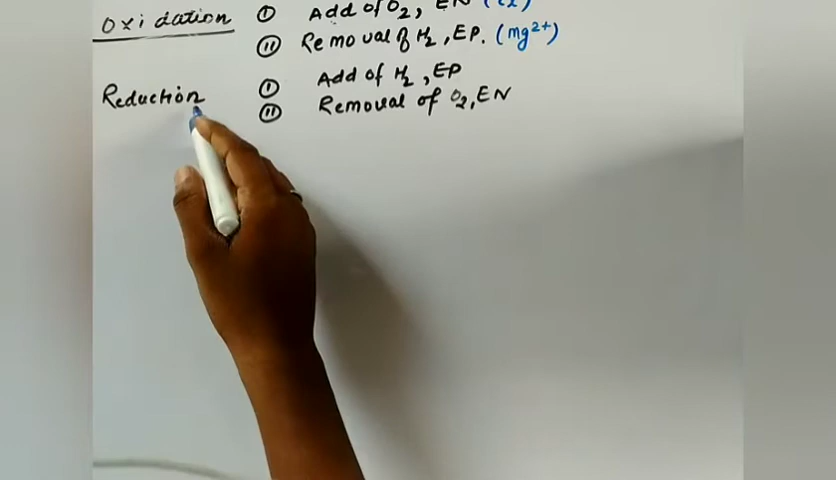 Oxidation ① Add of O₂, EN (Cl)
② Removal of H₂, EP. (mg²⁺)
Reduction ① Add of H₂, EP
② Removal of O₂, EN